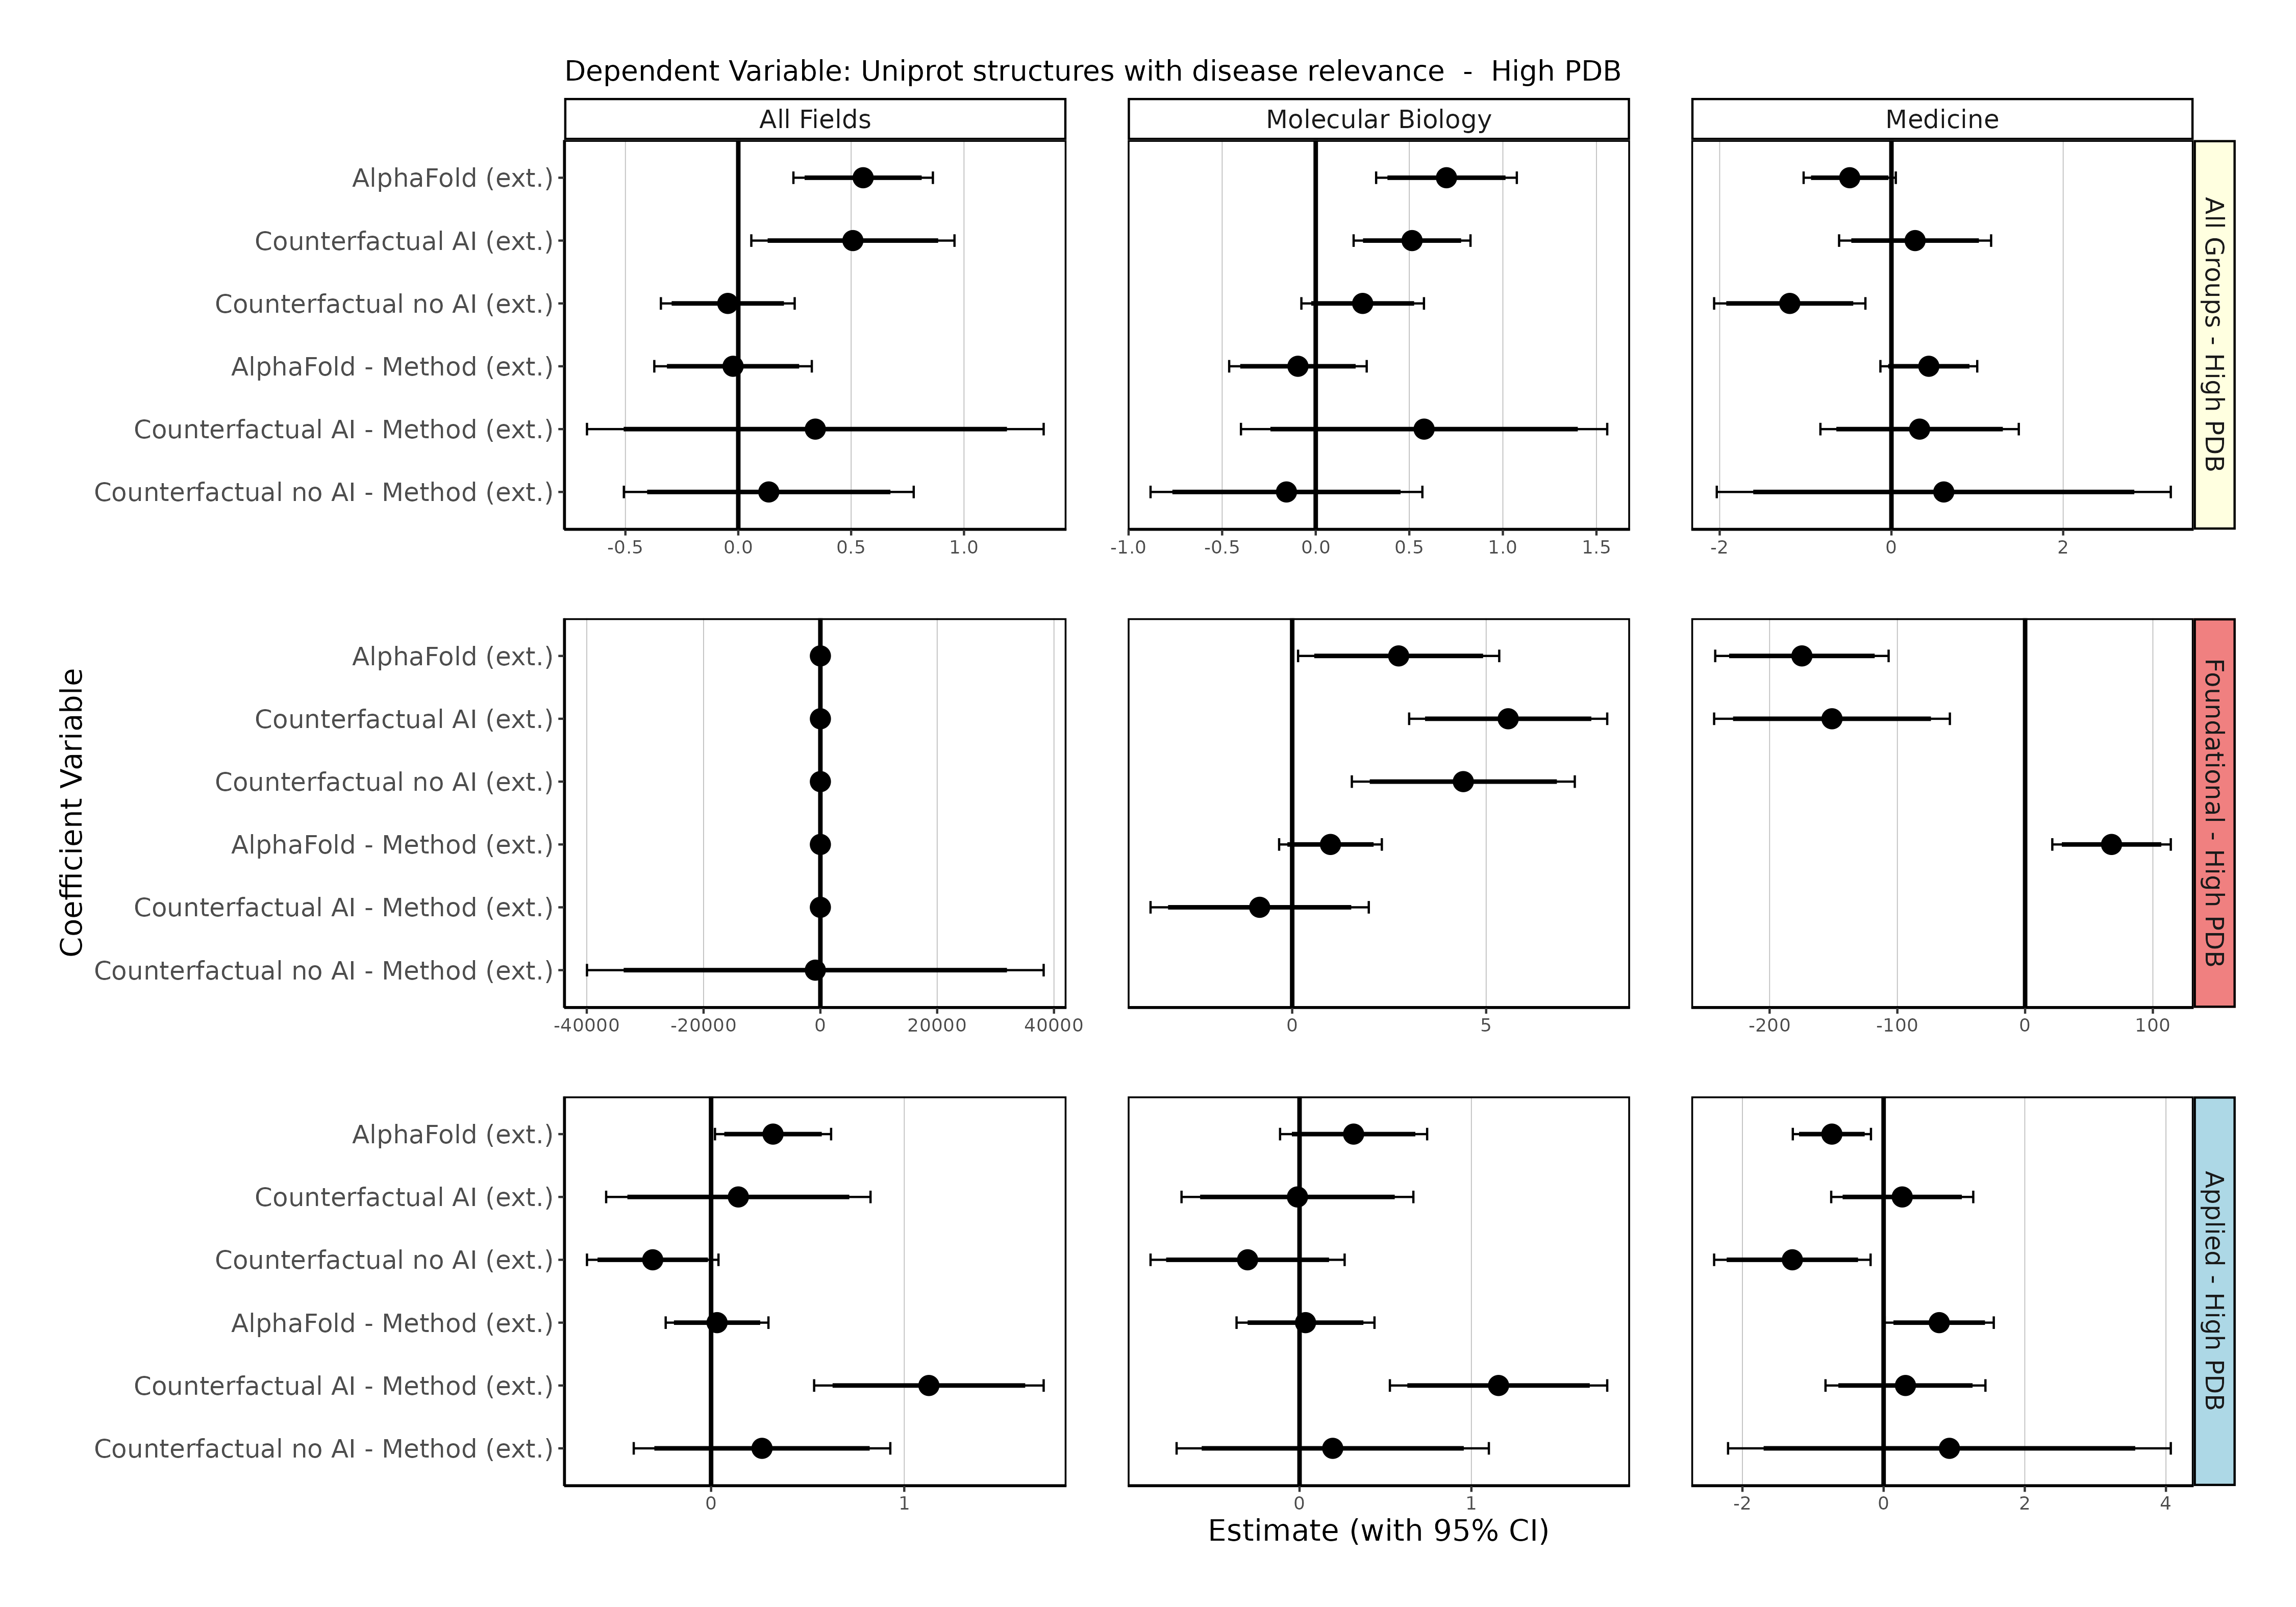 Dependent Variable: Uniprot structures with disease relevance - High PDB
All Fields
Molecular Biology
Medicine
AlphaFold (ext.)
Counterfactual AI (ext.)
Counterfactual no AI (ext.)
AlphaFold - Method (ext.)
Counterfactual AI - Method (ext.)
Counterfactual no AI - Method (ext.)
All Groups - High PDB
-0.5 0.0 0.5 1.0
-1.0 -0.5 0.0 0.5 1.0 1.5
-2 0 2
Coefficient Variable
AlphaFold (ext.)
Counterfactual AI (ext.)
Counterfactual no AI (ext.)
AlphaFold - Method (ext.)
Counterfactual AI - Method (ext.)
Counterfactual no AI - Method (ext.)
Foundational - High PDB
-40000 -20000 0 20000 40000
0 5
-200 -100 0 100
AlphaFold (ext.)
Counterfactual AI (ext.)
Counterfactual no AI (ext.)
AlphaFold - Method (ext.)
Counterfactual AI - Method (ext.)
Counterfactual no AI - Method (ext.)
Applied - High PDB
0 1
0 1
-2 0 2 4
Estimate (with 95% CI)